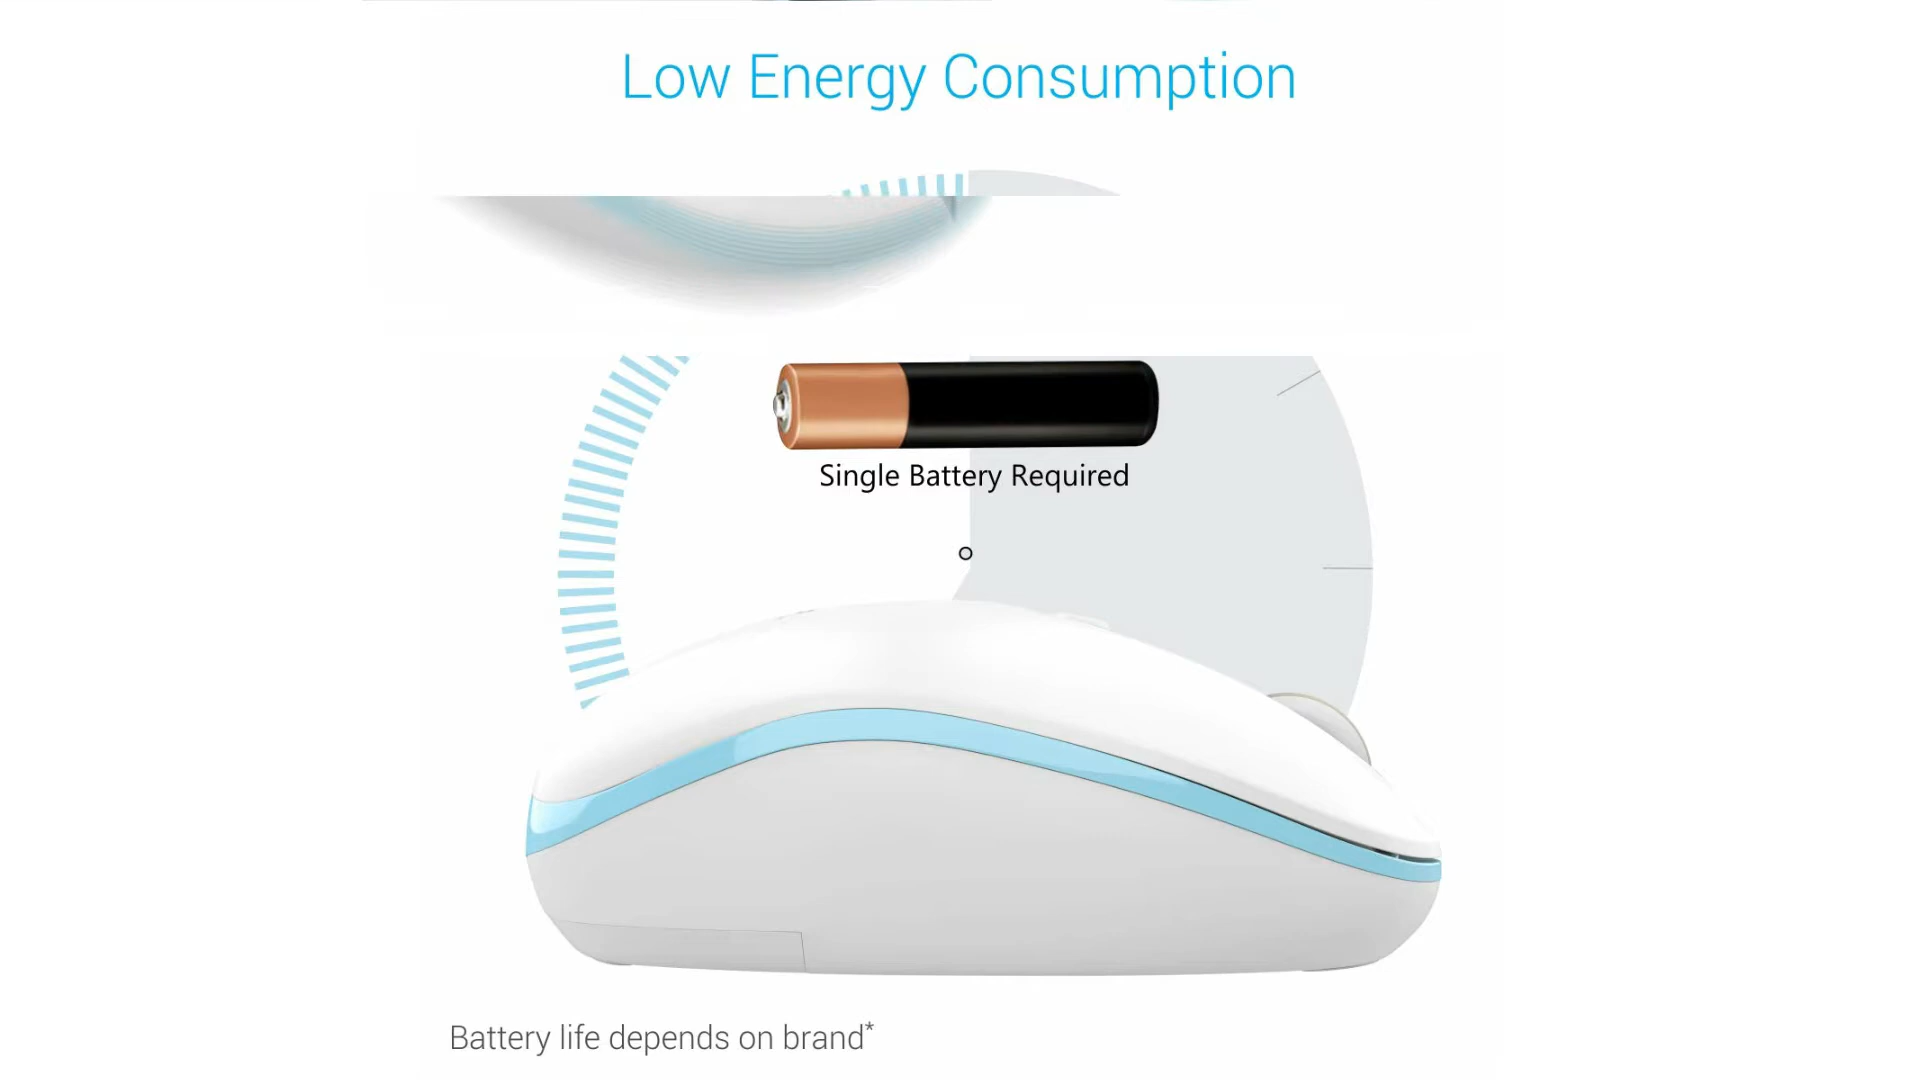 Low Energy Consumption
Single Battery Required
Battery life depends on brand*